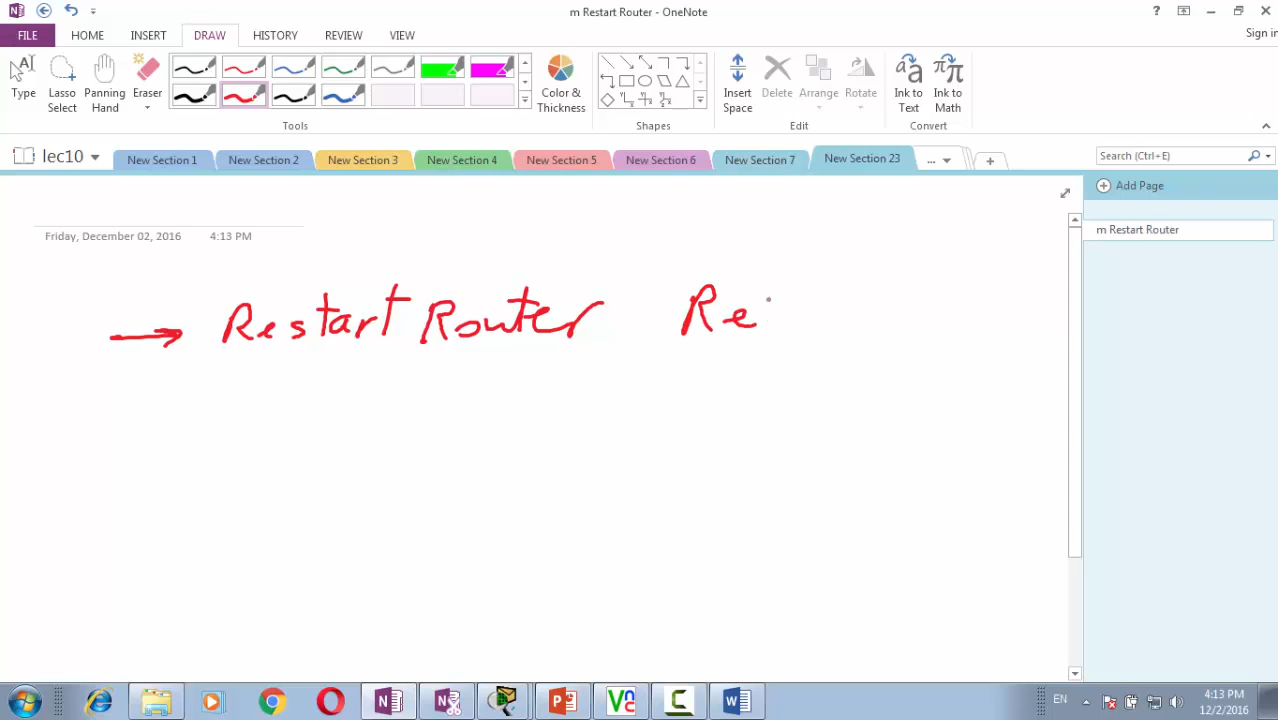 m Restart Router - OneNote
?
Sign in
FILE HOME INSERT DRAW HISTORY REVIEW VIEW
Type
Lasso Select
Panning Hand
Eraser
Color & Thickness
Insert Space
Delete
Arrange
Rotate
Ink to Text
Ink to Math
Tools
Shapes
Edit
Convert
lec10
New Section 1 New Section 2 New Section 3 New Section 4 New Section 5 New Section 6 New Section 7 New Section 23 ... +
Search (Ctrl+E)
Add Page
m Restart Router
Friday, December 02, 2016 4:13 PM
→ Restart Router Re
EN
4:13 PM
12/2/2016